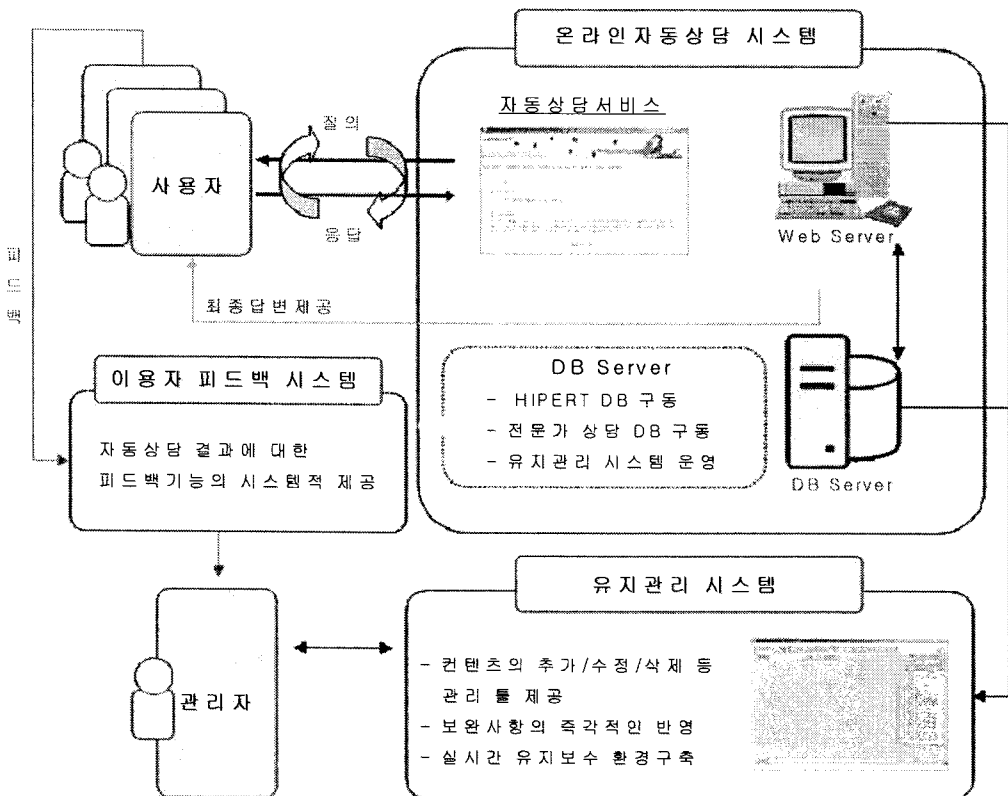 온라인자동상담 시스템
자동상담서비스
질의
사용자
응답
Web Server
피드백
최종답변제공
이용자 피드백 시스템
자동상담 결과에 대한
피드백기능의 시스템적 제공
DB Server
- HIPERT DB 구동
- 전문가 상담 DB 구동
- 유지관리 시스템 운영
DB Server
유지관리 시스템
- 컨텐츠의 추가/수정/삭제 등
관리 툴 제공
- 보완사항의 즉각적인 반영
- 실시간 유지보수 환경구축
관리자